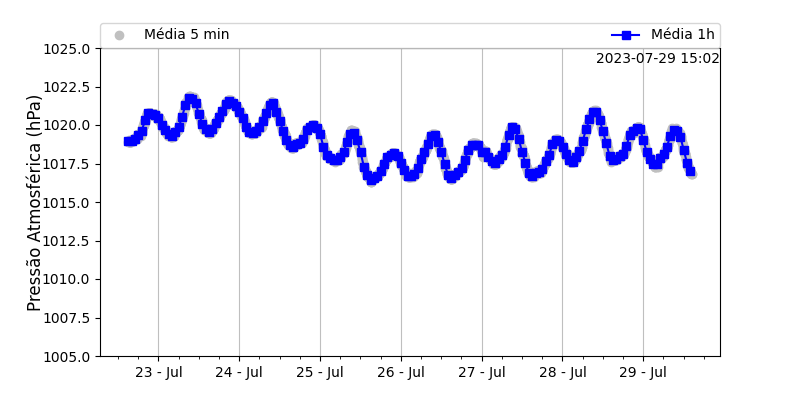 Média 5 min
Média 1h
2023-07-29 15:02
Pressão Atmosférica (hPa)
1025.0
1022.5
1020.0
1017.5
1015.0
1012.5
1010.0
1007.5
1005.0
23 - Jul
24 - Jul
25 - Jul
26 - Jul
27 - Jul
28 - Jul
29 - Jul